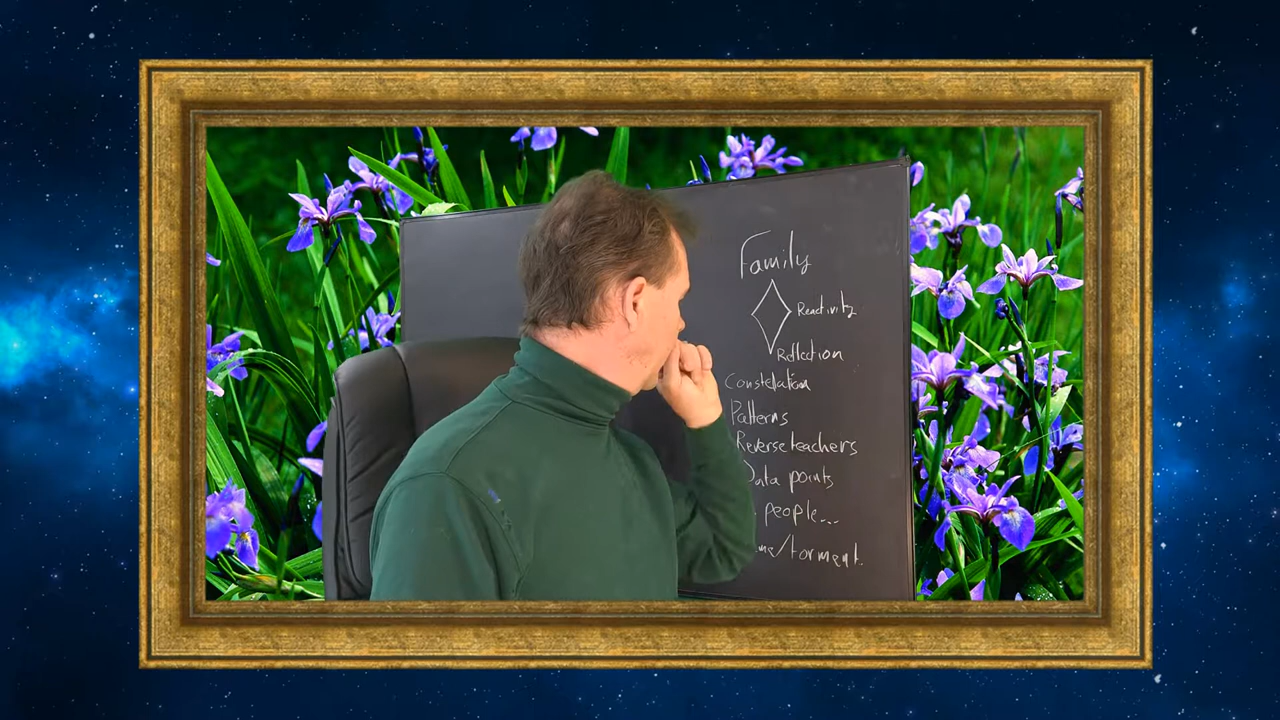 Family
Reactivity
Reflection
Constellation
Patterns
Reverse teachers
Data points
people...
/torment.